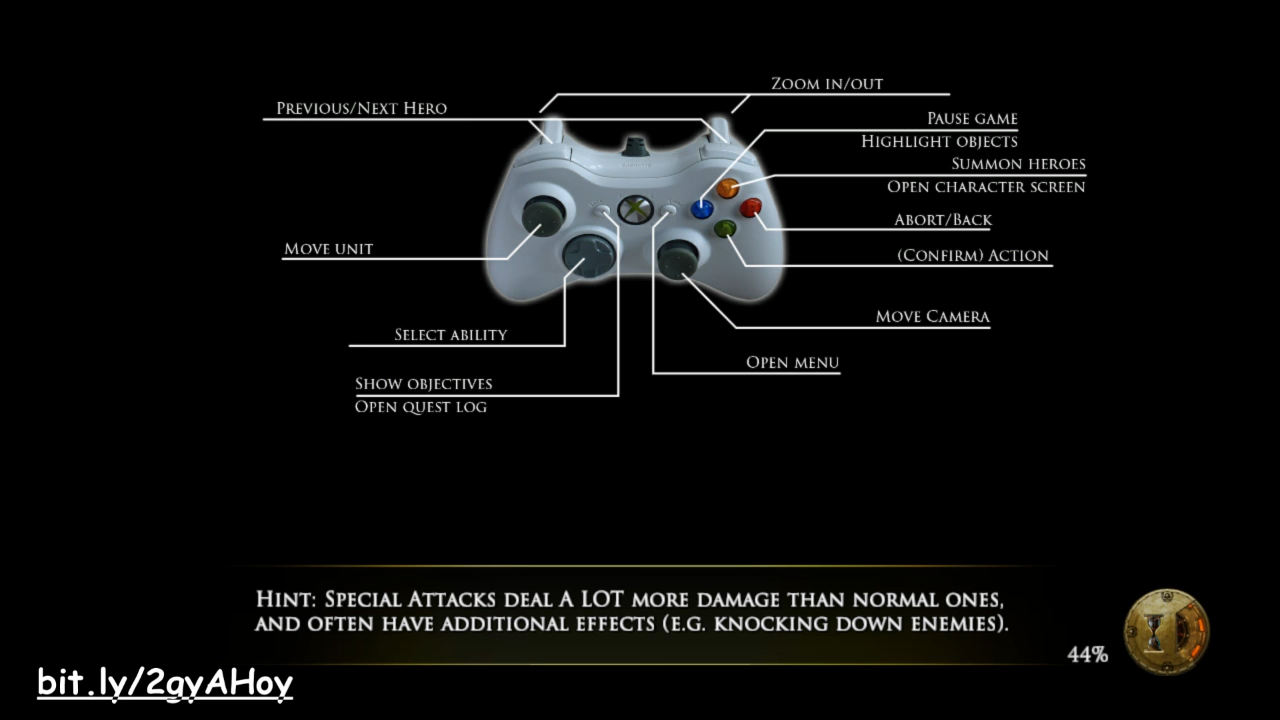 Zoom in/out
Previous/Next Hero
Pause game
Highlight objects
Summon heroes
Open character screen
Abort/Back
Move unit
(Confirm) Action
Move Camera
Select ability
Open menu
Show objectives
Open quest log
Hint: Special Attacks deal A LOT more damage than normal ones,
and often have additional effects (e.g. knocking down enemies).
44%
bit.ly/2gyAHoy